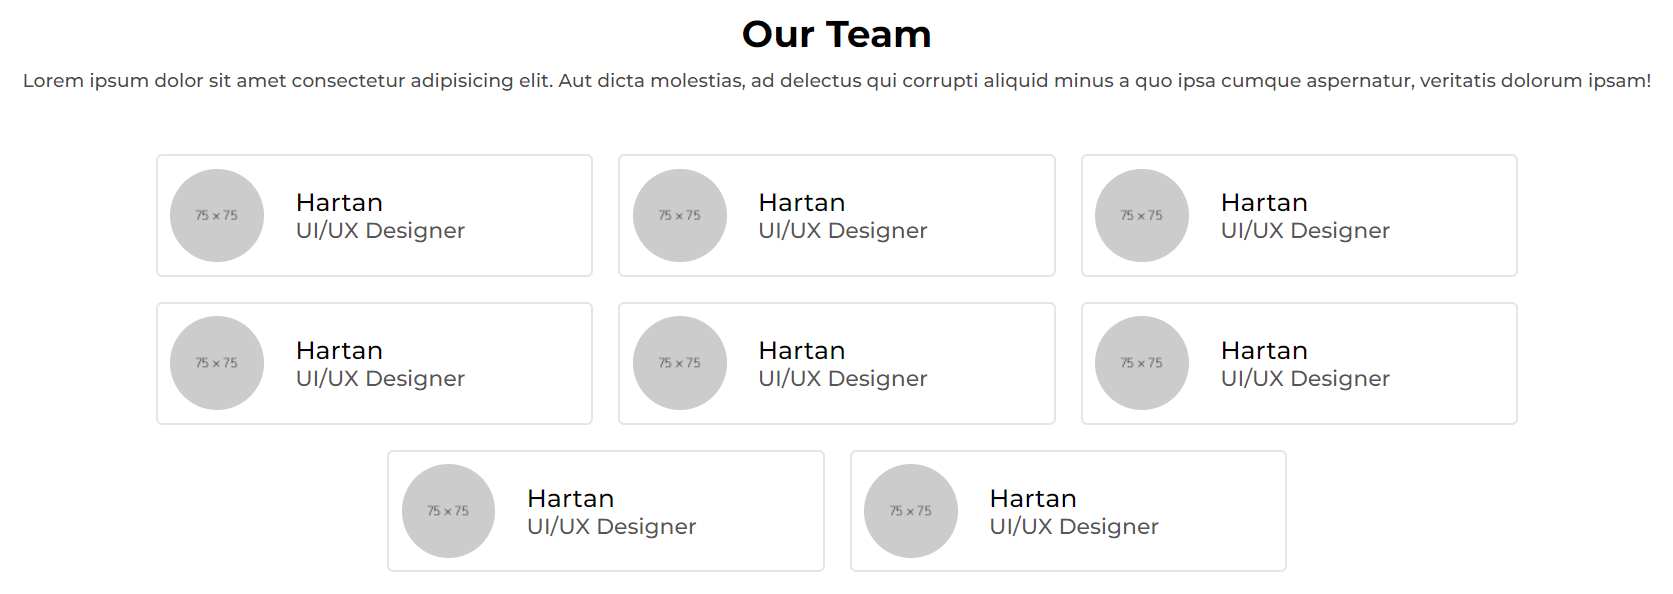 Our Team
Lorem ipsum dolor sit amet consectetur adipisicing elit. Aut dicta molestias, ad delectus qui corrupti aliquid minus a quo ipsa cumque aspernatur, veritatis dolorum ipsam!
75 × 75
Hartan
UI/UX Designer
75 × 75
Hartan
UI/UX Designer
75 × 75
Hartan
UI/UX Designer
75 × 75
Hartan
UI/UX Designer
75 × 75
Hartan
UI/UX Designer
75 × 75
Hartan
UI/UX Designer
75 × 75
Hartan
UI/UX Designer
75 × 75
Hartan
UI/UX Designer